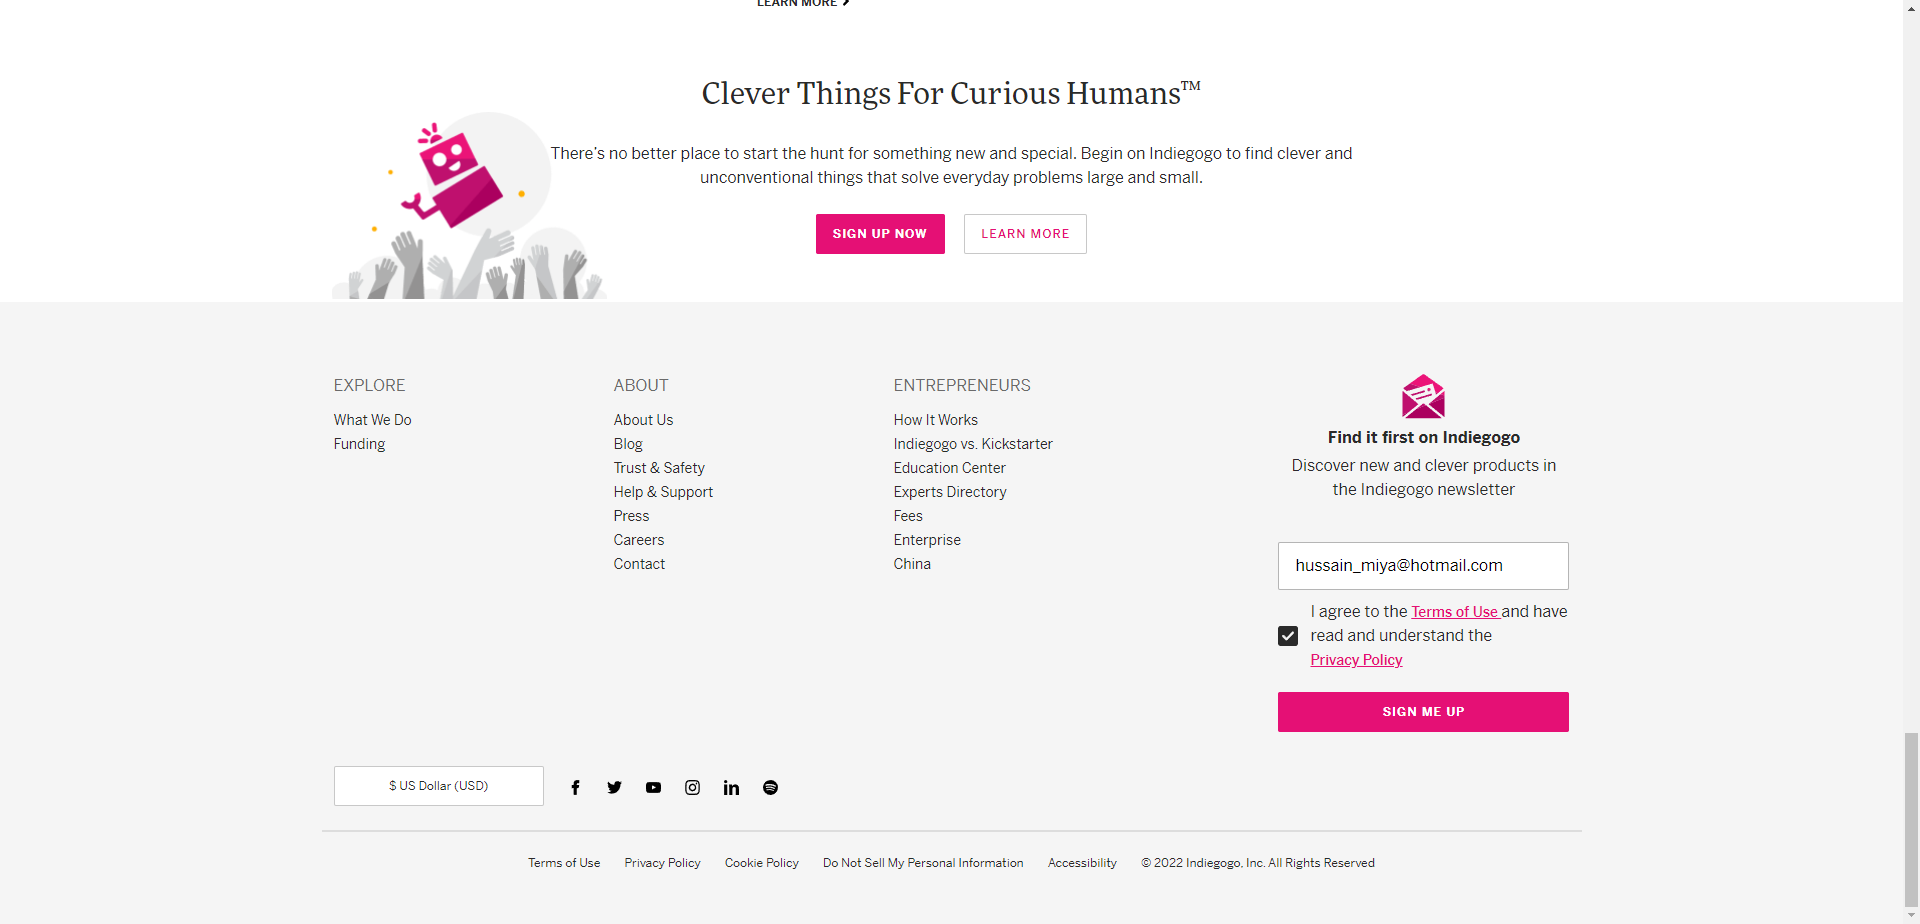 LEARN MORE
Clever Things For Curious Humans™
There's no better place to start the hunt for something new and special. Begin on Indiegogo to find clever and
unconventional things that solve everyday problems large and small.
SIGN UP NOW
LEARN MORE
EXPLORE
What We Do
Funding
ABOUT
About Us
Blog
Trust & Safety
Help & Support
Press
Careers
Contact
ENTREPRENEURS
How It Works
Indiegogo vs. Kickstarter
Education Center
Experts Directory
Fees
Enterprise
China
Find it first on Indiegogo
Discover new and clever products in
the Indiegogo newsletter
hussain_miya@hotmail.com
I agree to the Terms of Use and have
read and understand the
Privacy Policy
SIGN ME UP
$ US Dollar (USD)
Terms of Use
Privacy Policy
Cookie Policy
Do Not Sell My Personal Information
Accessibility
© 2022 Indiegogo, Inc. All Rights Reserved